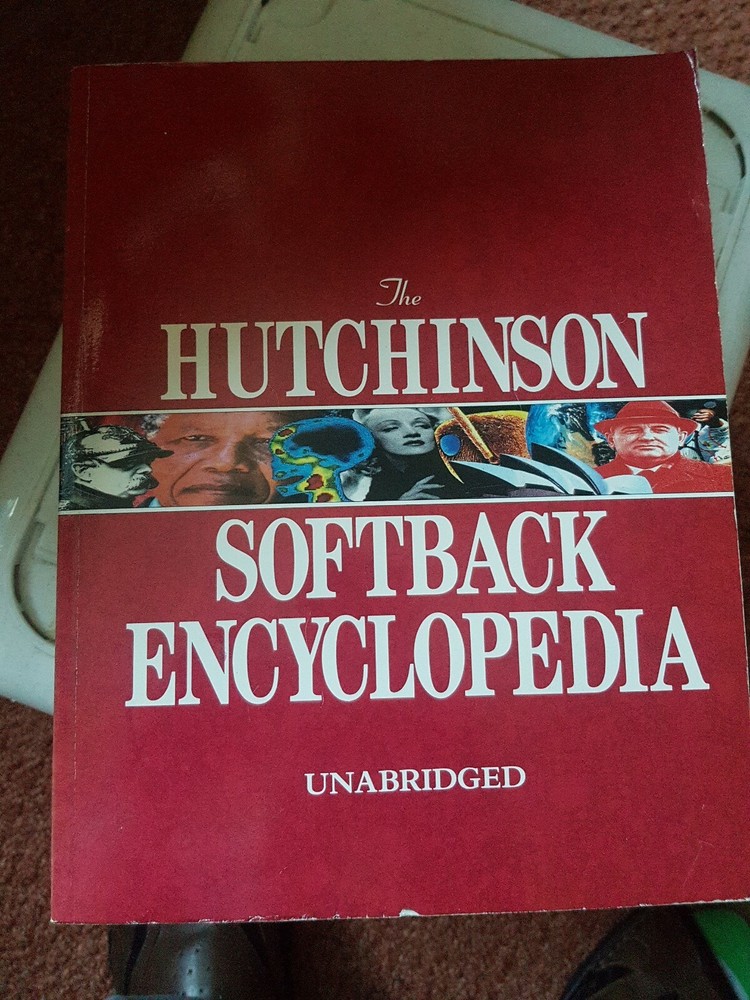 The
HUTCHINSON
SOFTBACK
ENCYCLOPEDIA
UNABRIDGED